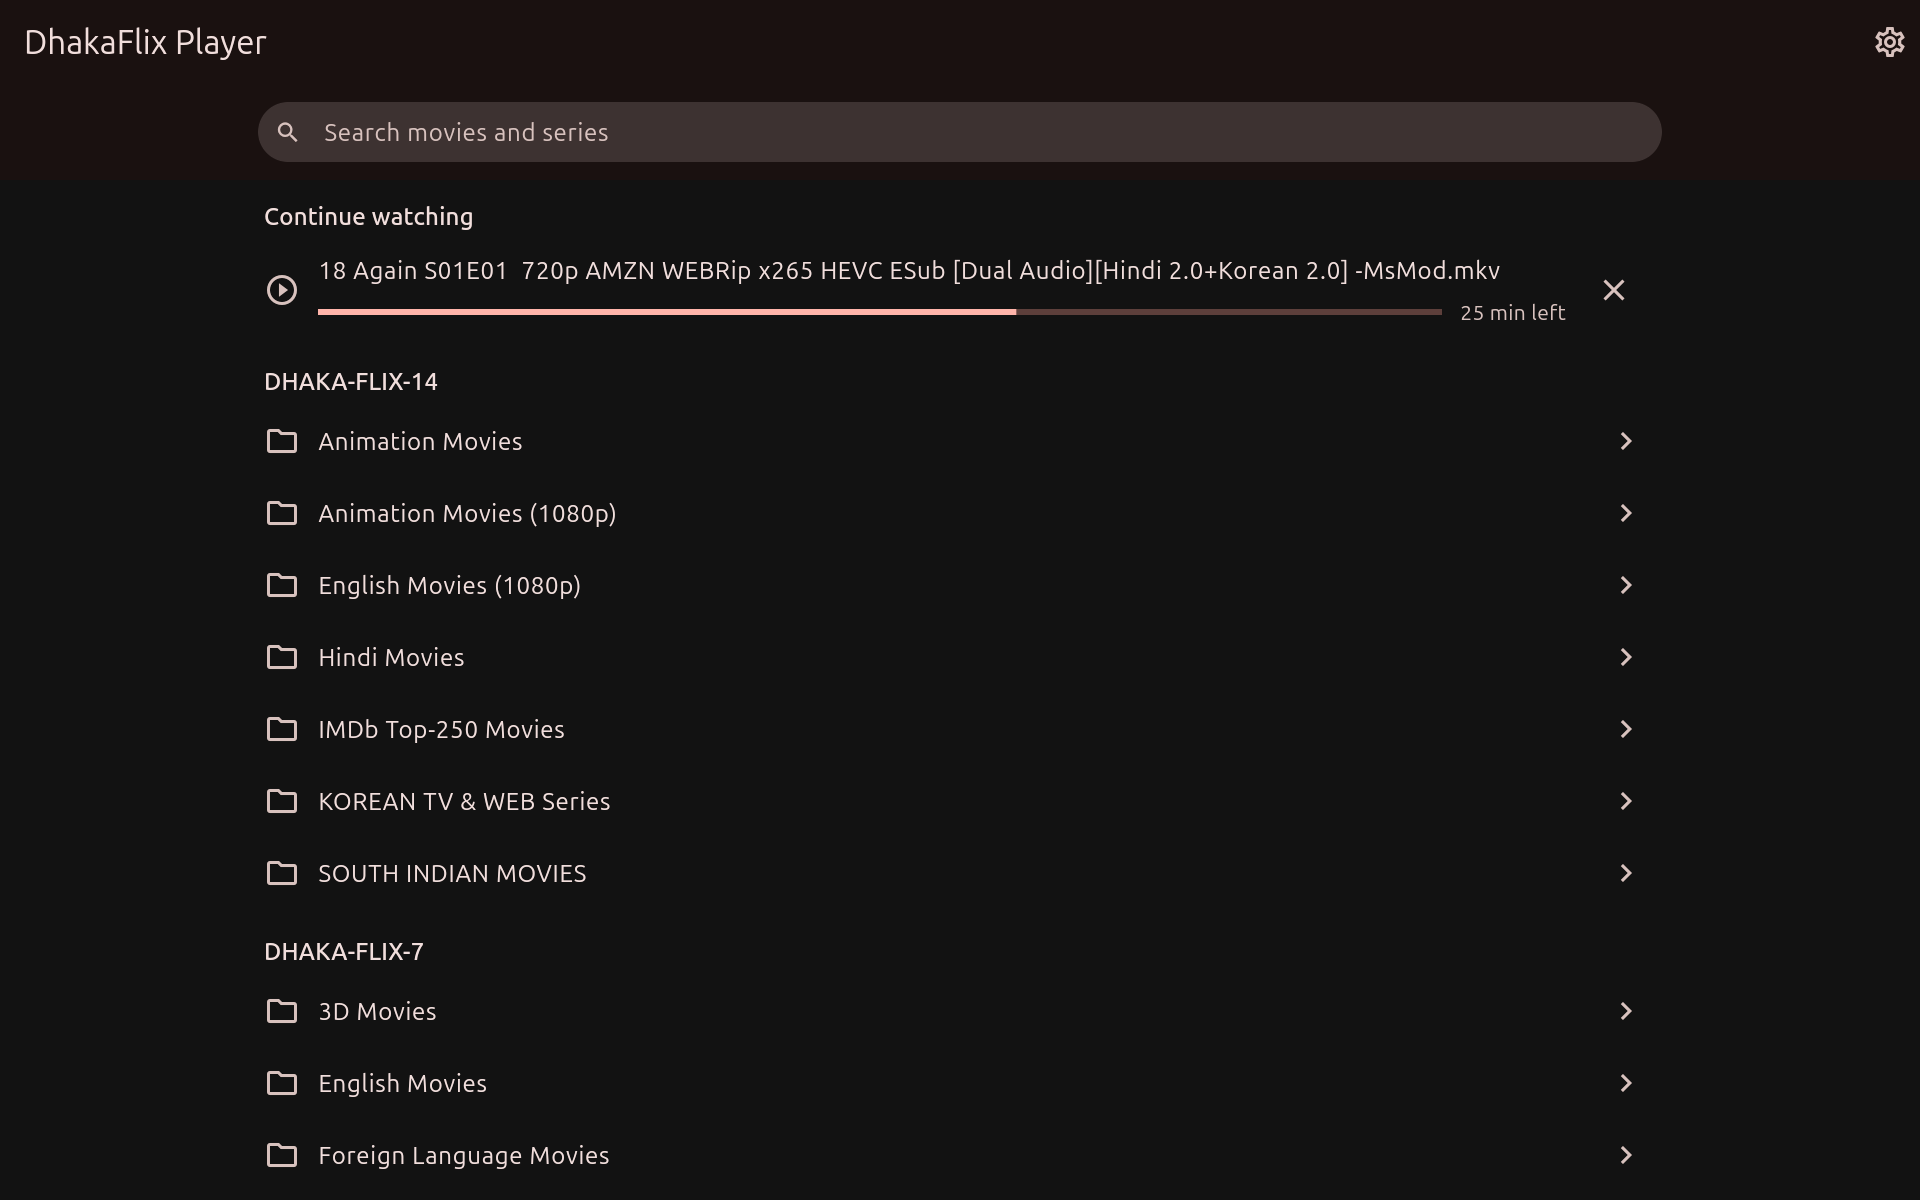 DhakaFlix Player
Search movies and series
Continue watching
18 Again S01E01  720p AMZN WEBRip x265 HEVC ESub [Dual Audio][Hindi 2.0+Korean 2.0] -MsMod.mkv
25 min left
DHAKA-FLIX-14
Animation Movies
Animation Movies (1080p)
English Movies (1080p)
Hindi Movies
IMDb Top-250 Movies
KOREAN TV & WEB Series
SOUTH INDIAN MOVIES
DHAKA-FLIX-7
3D Movies
English Movies
Foreign Language Movies